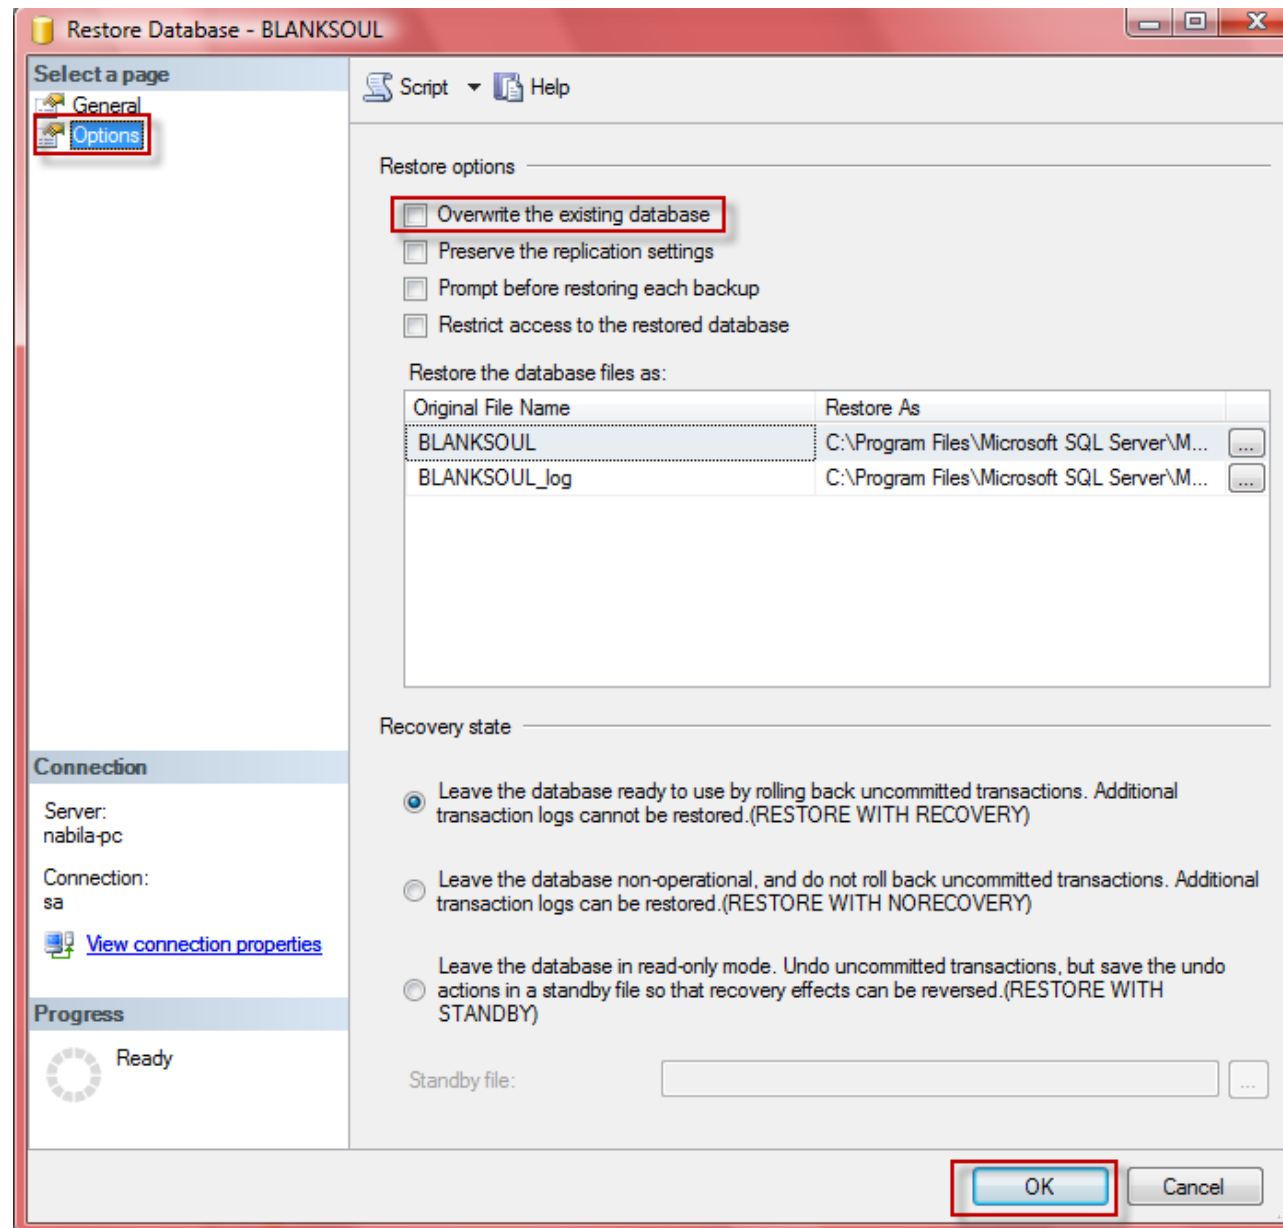 Restore Database - BLANKSOUL
Select a page
General
Options
Script
Help
Restore options
Overwrite the existing database
Preserve the replication settings
Prompt before restoring each backup
Restrict access to the restored database
Restore the database files as:
Original File Name Restore As
BLANKSOUL C:\Program Files\Microsoft SQL Server\M... ...
BLANKSOUL_log C:\Program Files\Microsoft SQL Server\M... ...
Recovery state
Leave the database ready to use by rolling back uncommitted transactions. Additional
transaction logs cannot be restored.(RESTORE WITH RECOVERY)
Leave the database non-operational, and do not roll back uncommitted transactions. Additional
transaction logs can be restored.(RESTORE WITH NORECOVERY)
Leave the database in read-only mode. Undo uncommitted transactions, but save the undo
actions in a standby file so that recovery effects can be reversed.(RESTORE WITH
STANDBY)
Standby file: ...
Connection
Server:
nabila-pc
Connection:
sa
View connection properties
Progress
Ready
OK Cancel